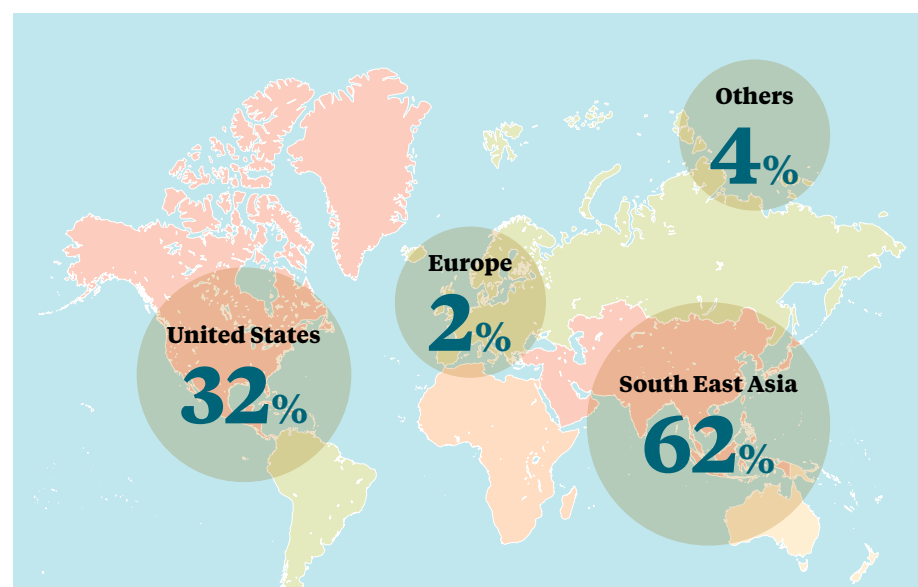 Others
4%
Europe
2%
United States
32%
South East Asia
62%